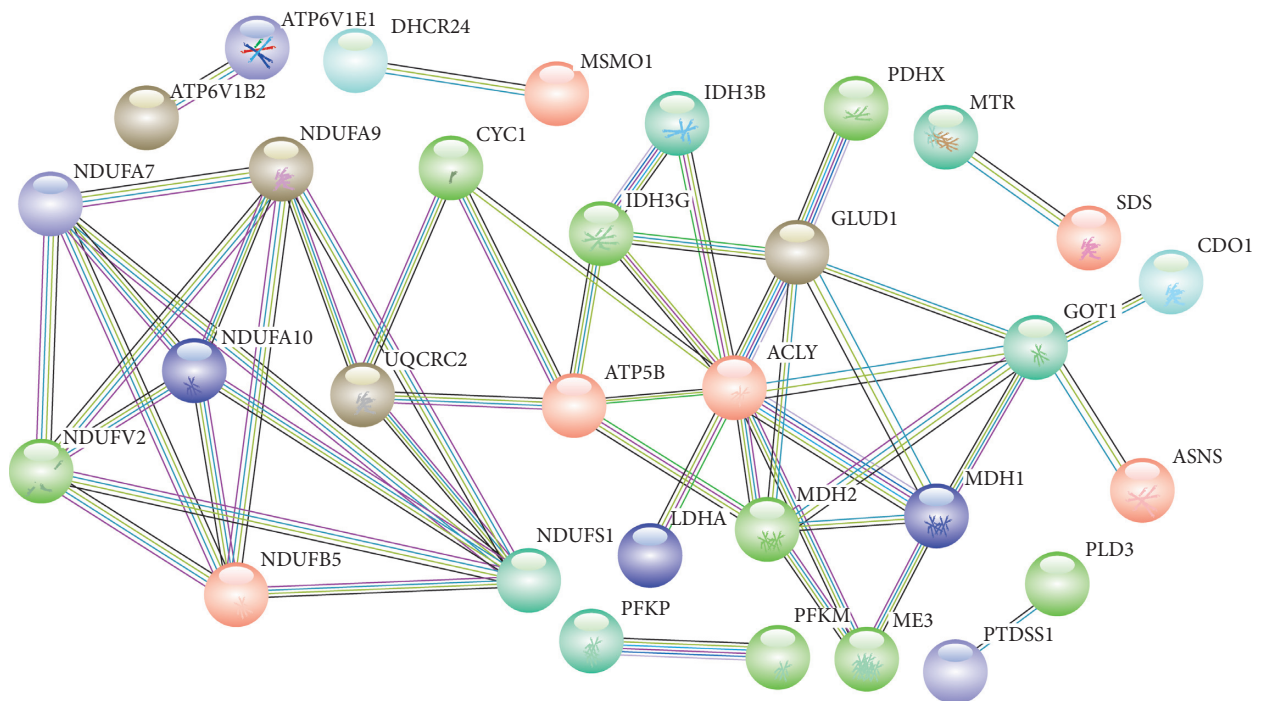 ATP6V1E1
DHCR24
MSMO1
ATP6V1B2
IDH3B
PDHX
MTR
NDUFA9
CYC1
NDUFA7
IDH3G
GLUD1
SDS
CDO1
GOT1
NDUFA10
UQCRC2
ATP5B
ACLY
NDUFV2
ASNS
MDH2
MDH1
LDHA
NDUFS1
NDUFB5
PLD3
PFKP
PFKM
ME3
PTDSS1